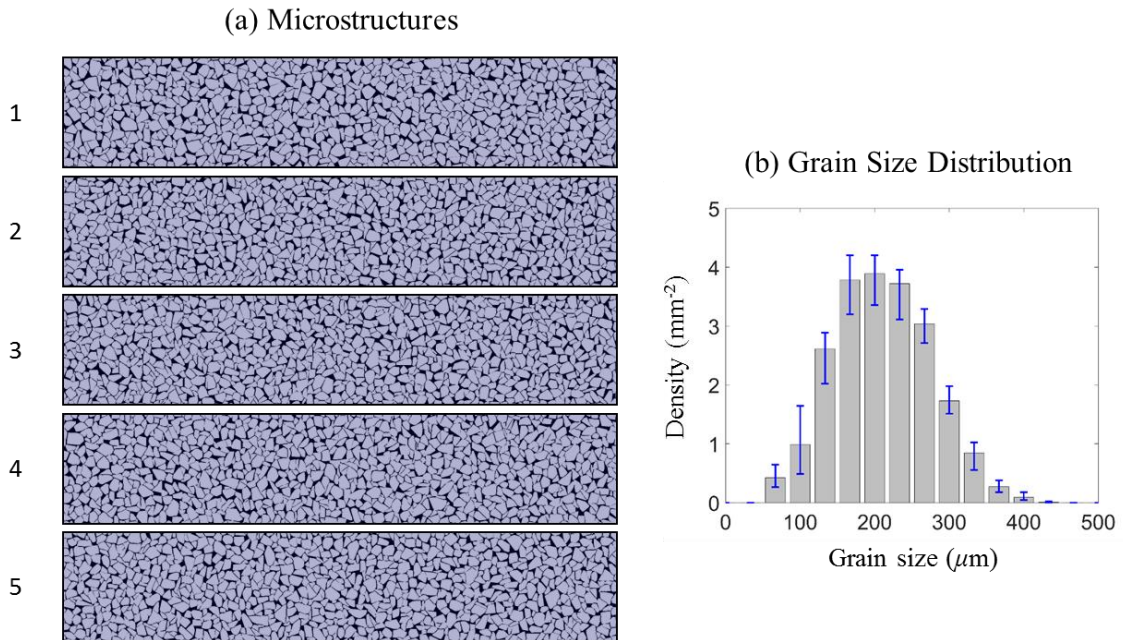 (a) Microstructures
1
2
3
4
5
(b) Grain Size Distribution
Density (mm-2)
5
4
3
2
1
0
0 100 200 300 400 500
Grain size (μm)